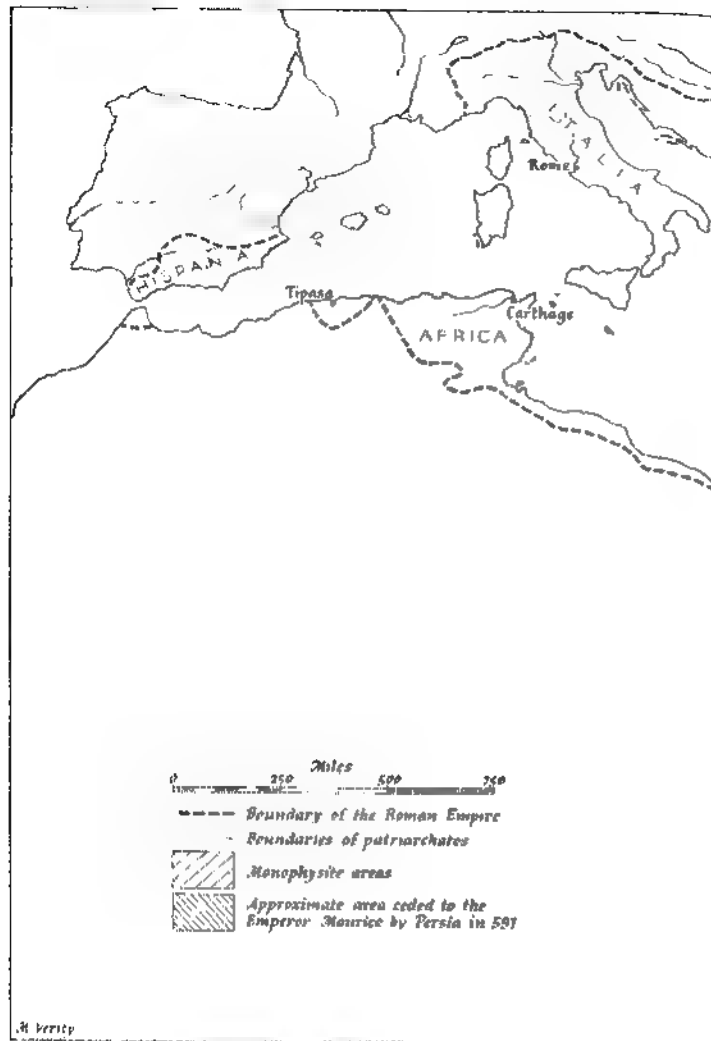 ITALIA
Rome
HISPANIA
Tipasa
Carthage
AFRICA
Miles
0 250 500 750
Boundary of the Roman Empire
Boundaries of patriarchates
Monophysite areas
Approximate area ceded to the
Emperor Maurice by Persia in 591
M Verity